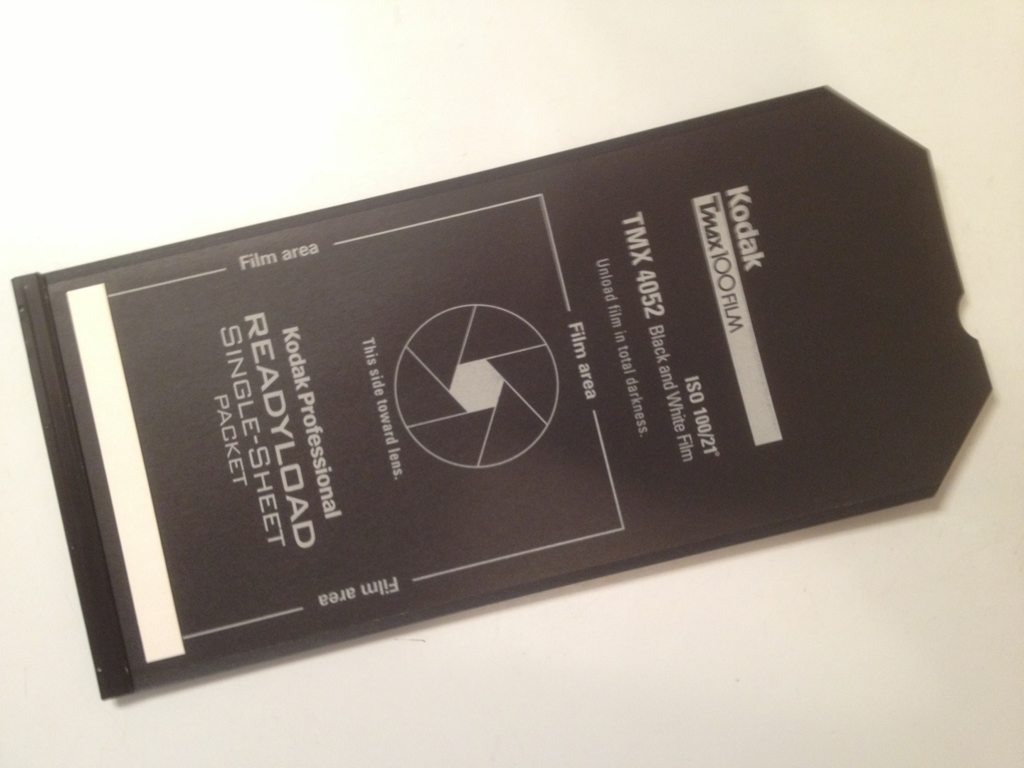 Kodak
TMAX 100 FILM
ISO 100/21°
TMX 4052 Black and White Film
Unload film in total darkness.
Film area
Film area
Film area
This side toward lens.
Kodak Professional
READYLOAD
SINGLE-SHEET
PACKET